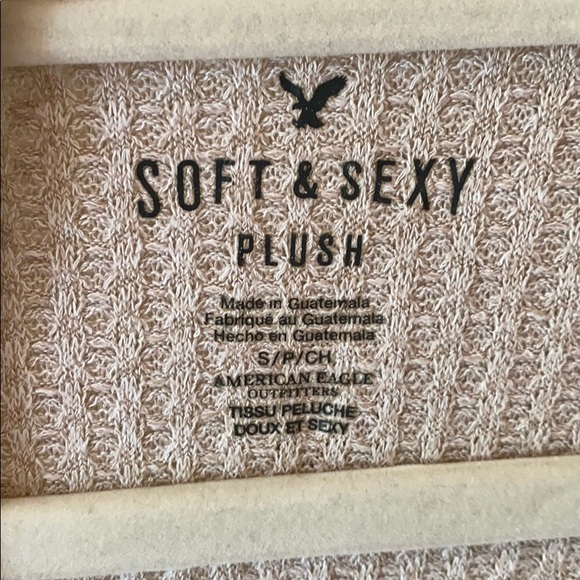 SOFT & SEXY
PLUSH
Made in Guatemala
Fabriqué au Guatemala
Hecho en Guatemala
S/P/CH
AMERICAN EAGLE
OUTFITTERS
TISSU PELUCHE
DOUX ET SEXY